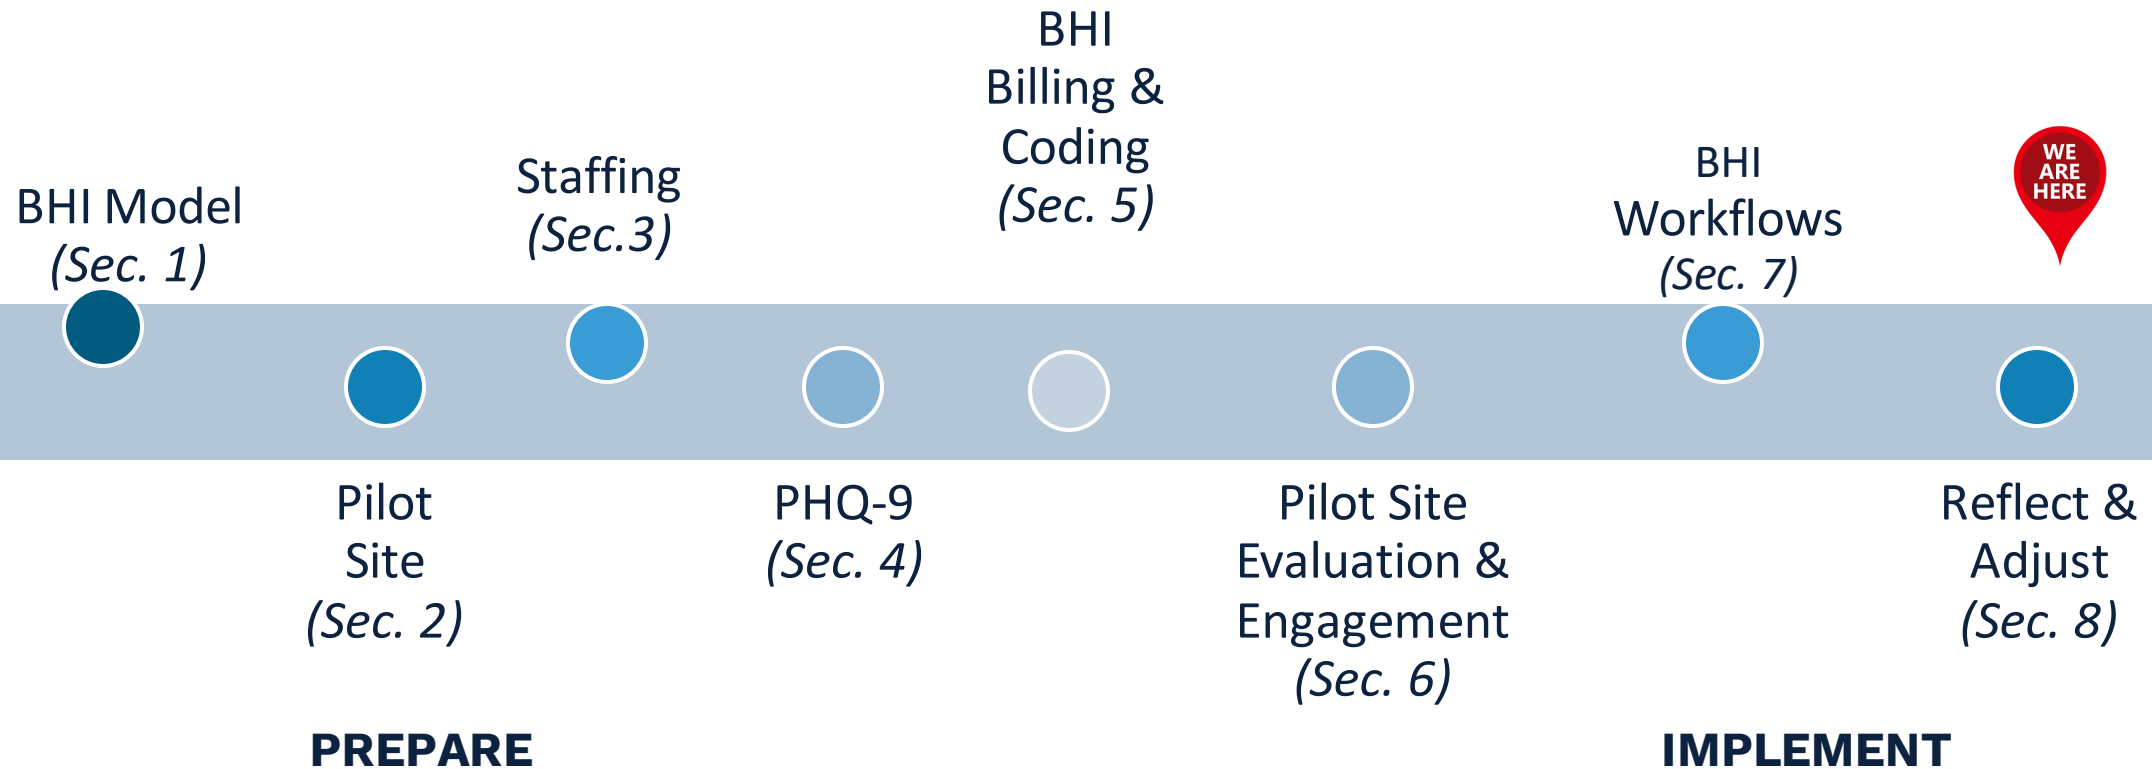 BHI Model
(Sec. 1)
Pilot
Site
(Sec. 2)
Staffing
(Sec.3)
PHQ-9
(Sec. 4)
BHI
Billing &
Coding
(Sec. 5)
Pilot Site
Evaluation &
Engagement
(Sec. 6)
BHI
Workflows
(Sec. 7)
WE
ARE
HERE
Reflect &
Adjust
(Sec. 8)
PREPARE
IMPLEMENT